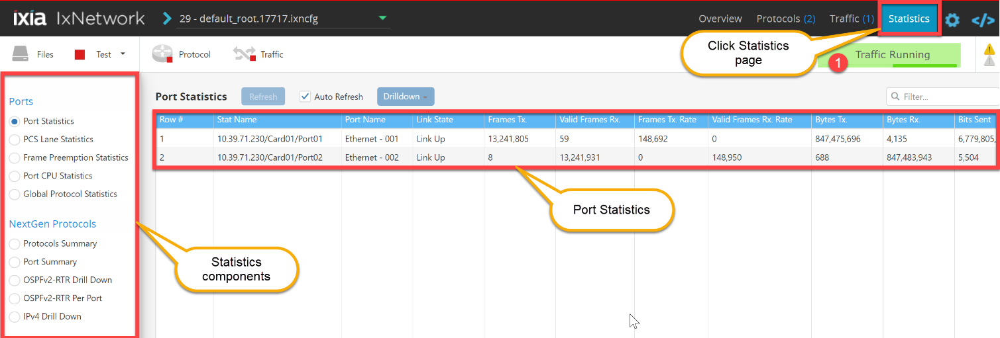 ixia IxNetwork
29 - default_root.17717.ixncfg
Overview Protocols (2) Traffic (1) Statistics </>
Files Test Protocol Traffic
Click Statistics
page
1
Traffic Running
Ports
Port Statistics
PCS Lane Statistics
Frame Preemption Statistics
Port CPU Statistics
Global Protocol Statistics
NextGen Protocols
Protocols Summary
Port Summary
OSPFv2-RTR Drill Down
OSPFv2-RTR Per Port
IPv4 Drill Down
Statistics
components
Port Statistics Refresh Auto Refresh Drilldown Filter...
Row # Stat Name Port Name Link State Frames Tx. Valid Frames Rx. Frames Tx. Rate Valid Frames Rx. Rate Bytes Tx. Bytes Rx. Bits Sent
1 10.39.71.230/Card01/Port01 Ethernet - 001 Link Up 13,241,805 59 148,692 0 847,475,696 4,135 6,779,805,
2 10.39.71.230/Card01/Port02 Ethernet - 002 Link Up 8 13,241,931 0 148,950 688 847,483,943 5,504
Port Statistics